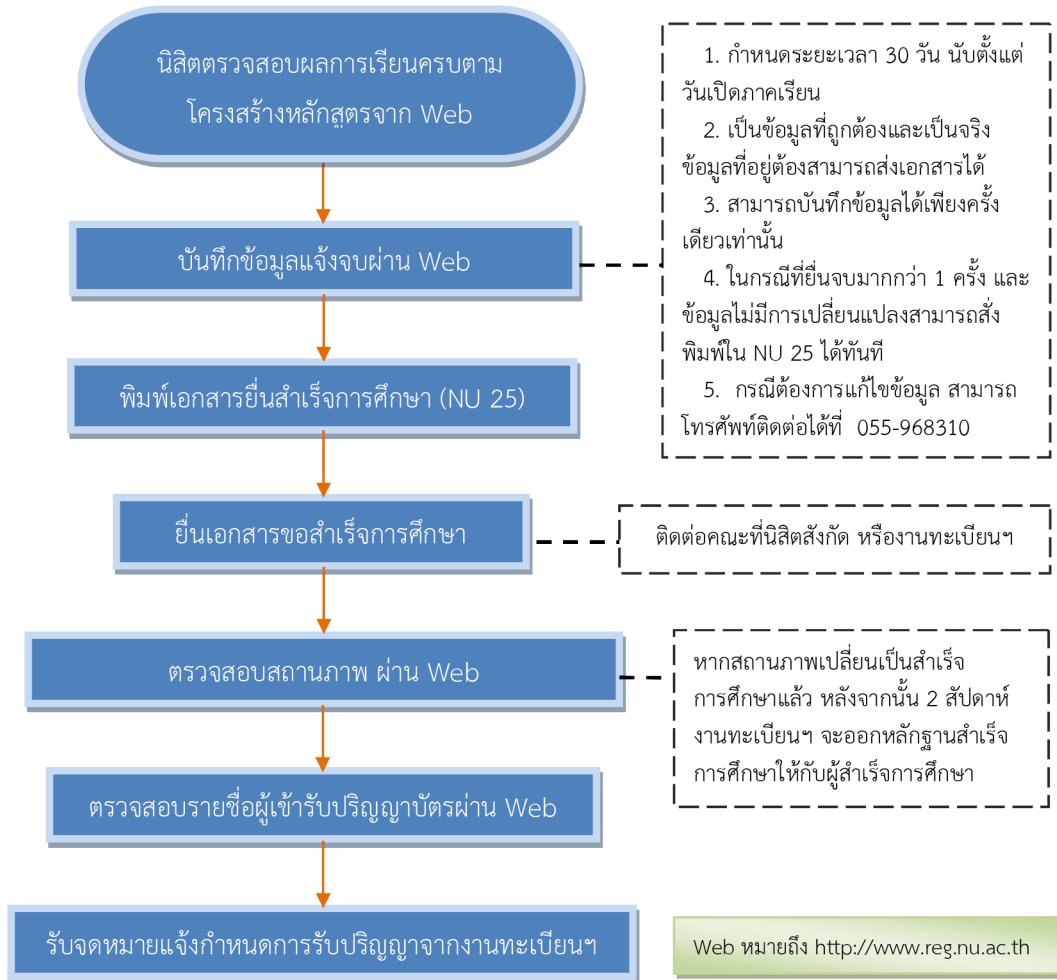 นิสิตตรวจสอบผลการเรียนครบตาม
โครงสร้างหลักสูตรจาก Web
1. กำหนดระยะเวลา 30 วัน นับตั้งแต่
วันเปิดภาคเรียน
2. เป็นข้อมูลที่ถูกต้องและเป็นจริง
ข้อมูลที่อยู่ต้องสามารถส่งเอกสารได้
3. สามารถบันทึกข้อมูลได้เพียงครั้ง
เดียวเท่านั้น
4. ในกรณีที่ยื่นจบมากกว่า 1 ครั้ง และ
ข้อมูลไม่มีการเปลี่ยนแปลงสามารถสั่ง
พิมพ์ใน NU 25 ได้ทันที
5. กรณีต้องการแก้ไขข้อมูล สามารถ
โทรศัพท์ติดต่อได้ที่ 055-968310
บันทึกข้อมูลแจ้งจบผ่าน Web
พิมพ์เอกสารยื่นสำเร็จการศึกษา (NU 25)
ยื่นเอกสารขอสำเร็จการศึกษา
ติดต่อคณะที่นิสิตสังกัด หรืองานทะเบียนฯ
ตรวจสอบสถานภาพ ผ่าน Web
หากสถานภาพเปลี่ยนเป็นสำเร็จ
การศึกษาแล้ว หลังจากนั้น 2 สัปดาห์
งานทะเบียนฯ จะออกหลักฐานสำเร็จ
การศึกษาให้กับผู้สำเร็จการศึกษา
ตรวจสอบรายชื่อผู้เข้ารับปริญญาบัตรผ่าน Web
รับจดหมายแจ้งกำหนดการรับปริญญาจากงานทะเบียนฯ
Web หมายถึง http://www.reg.nu.ac.th